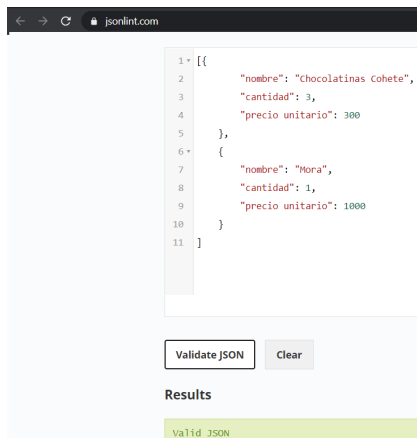 jsonlint.com
1 [{
2 "nombre": "Chocolatinas Cohete",
3 "cantidad": 3,
4 "precio unitario": 300
5 },
6 {
7 "nombre": "Mora",
8 "cantidad": 1,
9 "precio unitario": 1000
10 }
11 ]
Validate JSON Clear
Results
Valid JSON